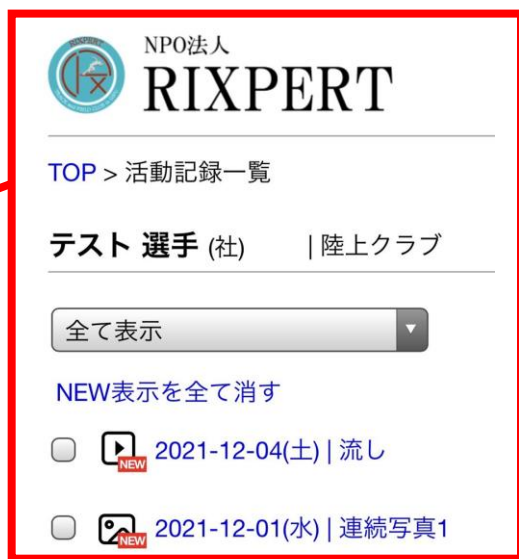 NPO法人
RIXPERT
TOP > 活動記録一覧
テスト 選手 (社) | 陸上クラブ
全て表示
NEW表示を全て消す
NEW 2021-12-04(土) | 流し
NEW 2021-12-01(水) | 連続写真1